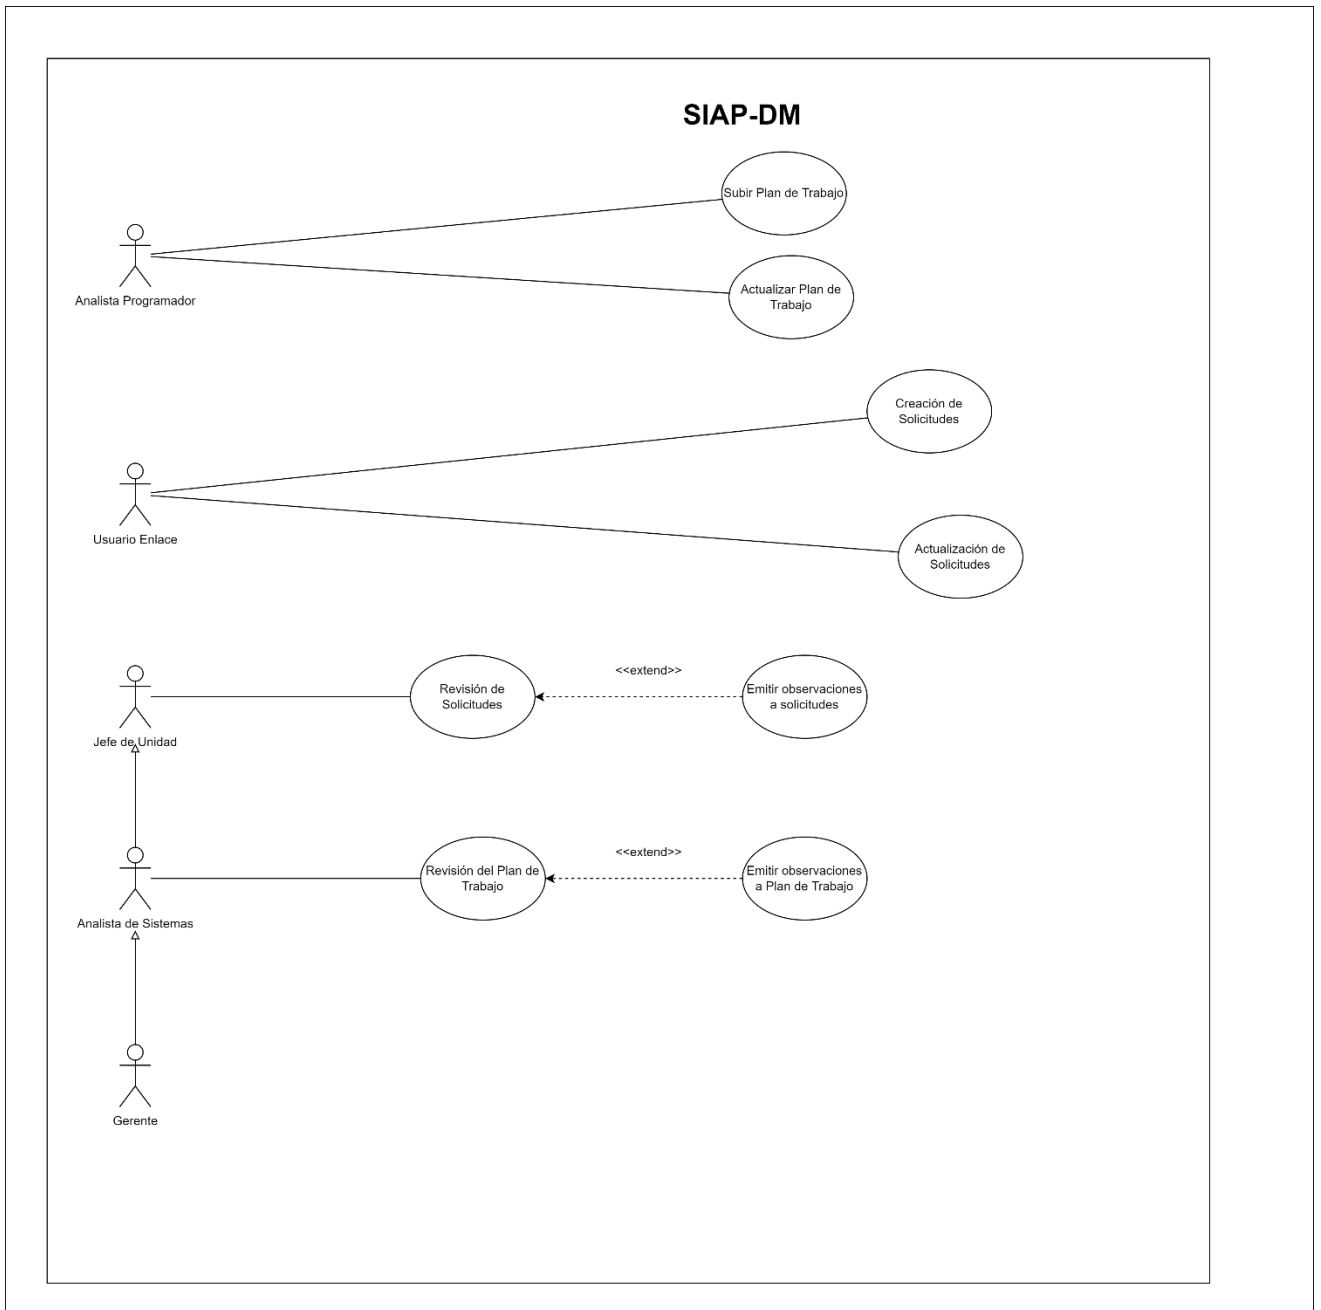 SIAP-DM
Subir Plan de Trabajo
Analista Programador
Actualizar Plan de
Trabajo
Creación de
Solicitudes
Usuario Enlace
Actualización de
Solicitudes
Jefe de Unidad
Revisión de
Solicitudes
<<extend>>
Emitir observaciones
a solicitudes
Analista de Sistemas
Revisión del Plan de
Trabajo
<<extend>>
Emitir observaciones
a Plan de Trabajo
Gerente